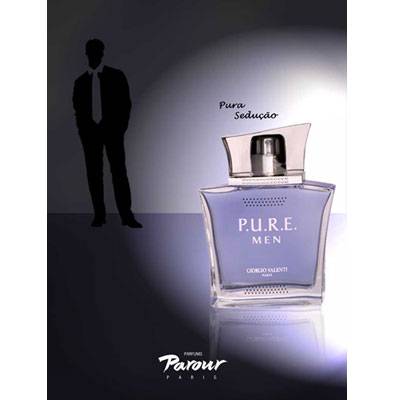 Pura
Sedução
P.U.R.E.
MEN
GIORGIO VALENTI
PARIS
PARFUMS
Parour
PARIS